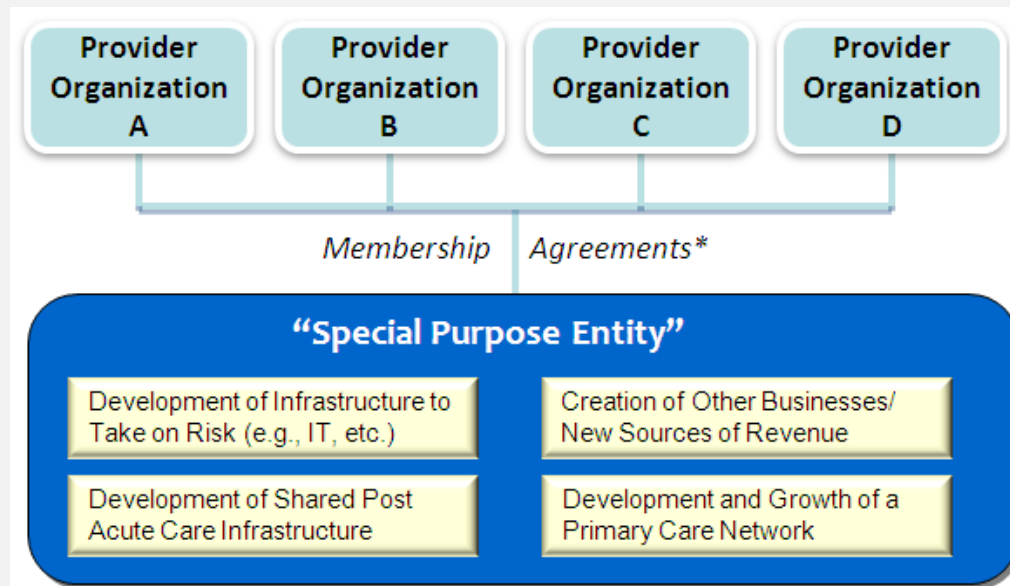 Provider
Organization
A
Provider
Organization
B
Provider
Organization
C
Provider
Organization
D
Membership Agreements*
“Special Purpose Entity”
Development of Infrastructure to
Take on Risk (e.g., IT, etc.)
Creation of Other Businesses/
New Sources of Revenue
Development of Shared Post
Acute Care Infrastructure
Development and Growth of a
Primary Care Network